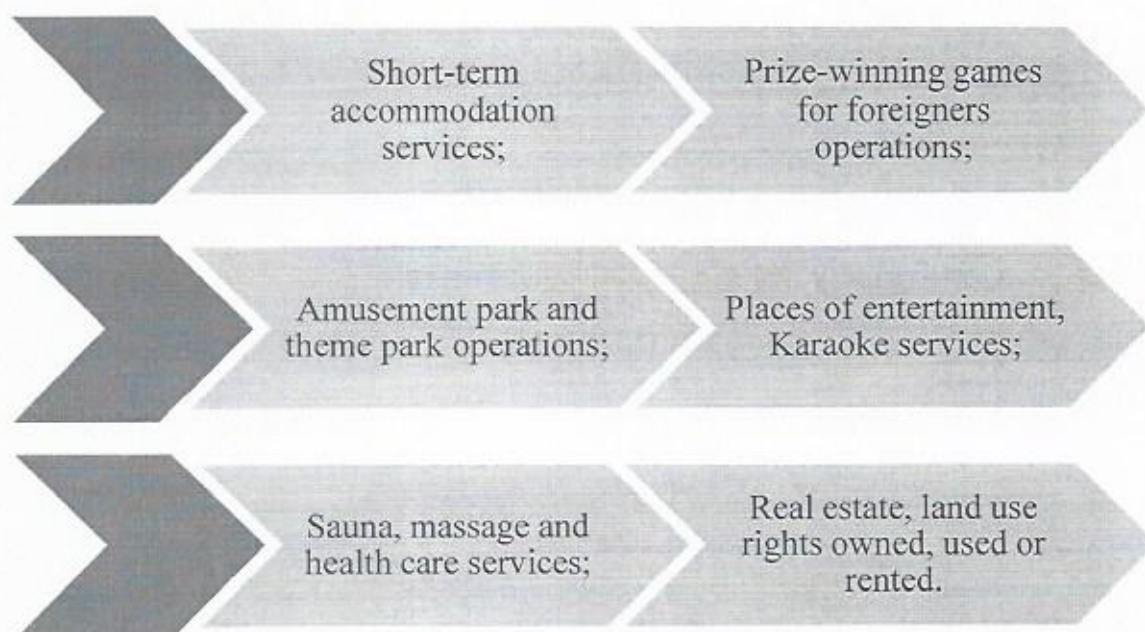 Short-term
accommodation
services;
Prize-winning games
for foreigners
operations;
Amusement park and
theme park operations;
Places of entertainment,
Karaoke services;
Sauna, massage and
health care services;
Real estate, land use
rights owned, used or
rented.